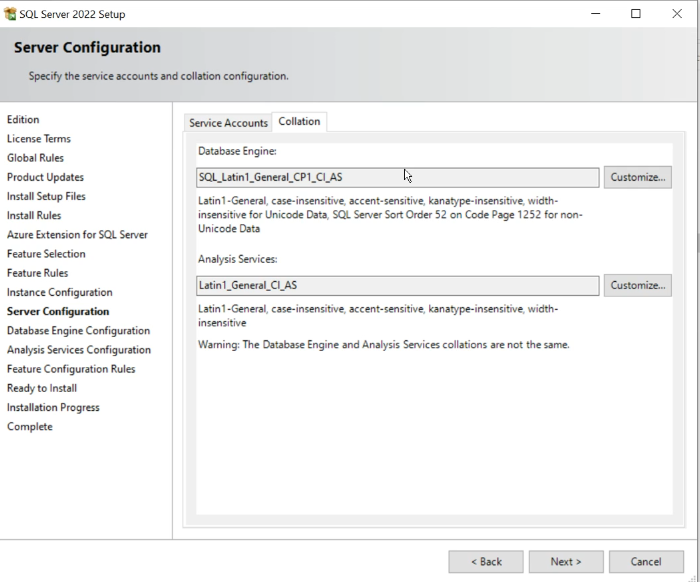 SQL Server 2022 Setup
Server Configuration
Specify the service accounts and collation configuration.
Edition
License Terms
Global Rules
Product Updates
Install Setup Files
Install Rules
Azure Extension for SQL Server
Feature Selection
Feature Rules
Instance Configuration
Server Configuration
Database Engine Configuration
Analysis Services Configuration
Feature Configuration Rules
Ready to Install
Installation Progress
Complete
Service Accounts
Collation
Database Engine:
SQL_Latin1_General_CP1_CI_AS
Customize...
Latin1-General, case-insensitive, accent-sensitive, kanatype-insensitive, width-
insensitive for Unicode Data, SQL Server Sort Order 52 on Code Page 1252 for non-
Unicode Data
Analysis Services:
Latin1_General_CI_AS
Customize...
Latin1-General, case-insensitive, accent-sensitive, kanatype-insensitive, width-
insensitive
Warning: The Database Engine and Analysis Services collations are not the same.
< Back
Next >
Cancel